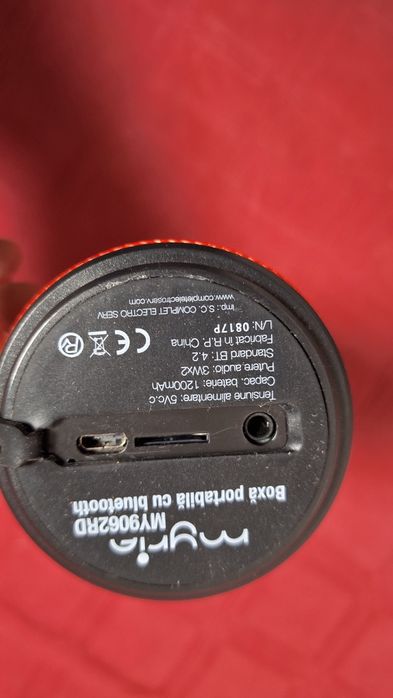 myria
MY9062RD
Boxă portabilă cu bluetooth
Tensiune alimentare: 5Vc.c
Capac. baterie: 1200mAh
Putere audio: 3Wx2
Standard BT: 4.2
Fabricat în R.P. China
L/N: 0817P
CE
R
imp.: S.C. COMPLET ELECTRO SERV
www.completelectroserv.com